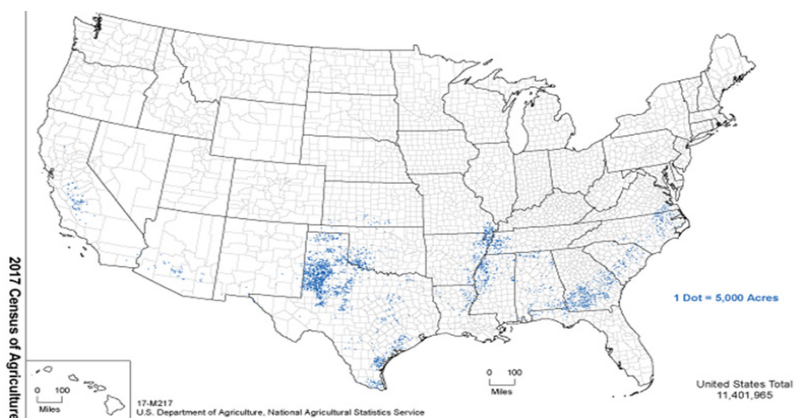 2017 Census of Agriculture
1 Dot = 5,000 Acres
0 100
Miles
0 100
Miles
United States Total
11,401,965
17-M217
U.S. Department of Agriculture, National Agricultural Statistics Service